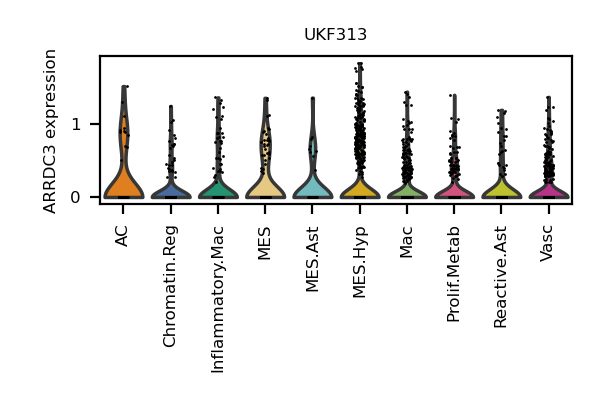 UKF313
ARRDC3 expression
1
0
AC
Chromatin.Reg
Inflammatory.Mac
MES
MES.Ast
MES.Hyp
Mac
Prolif.Metab
Reactive.Ast
Vasc